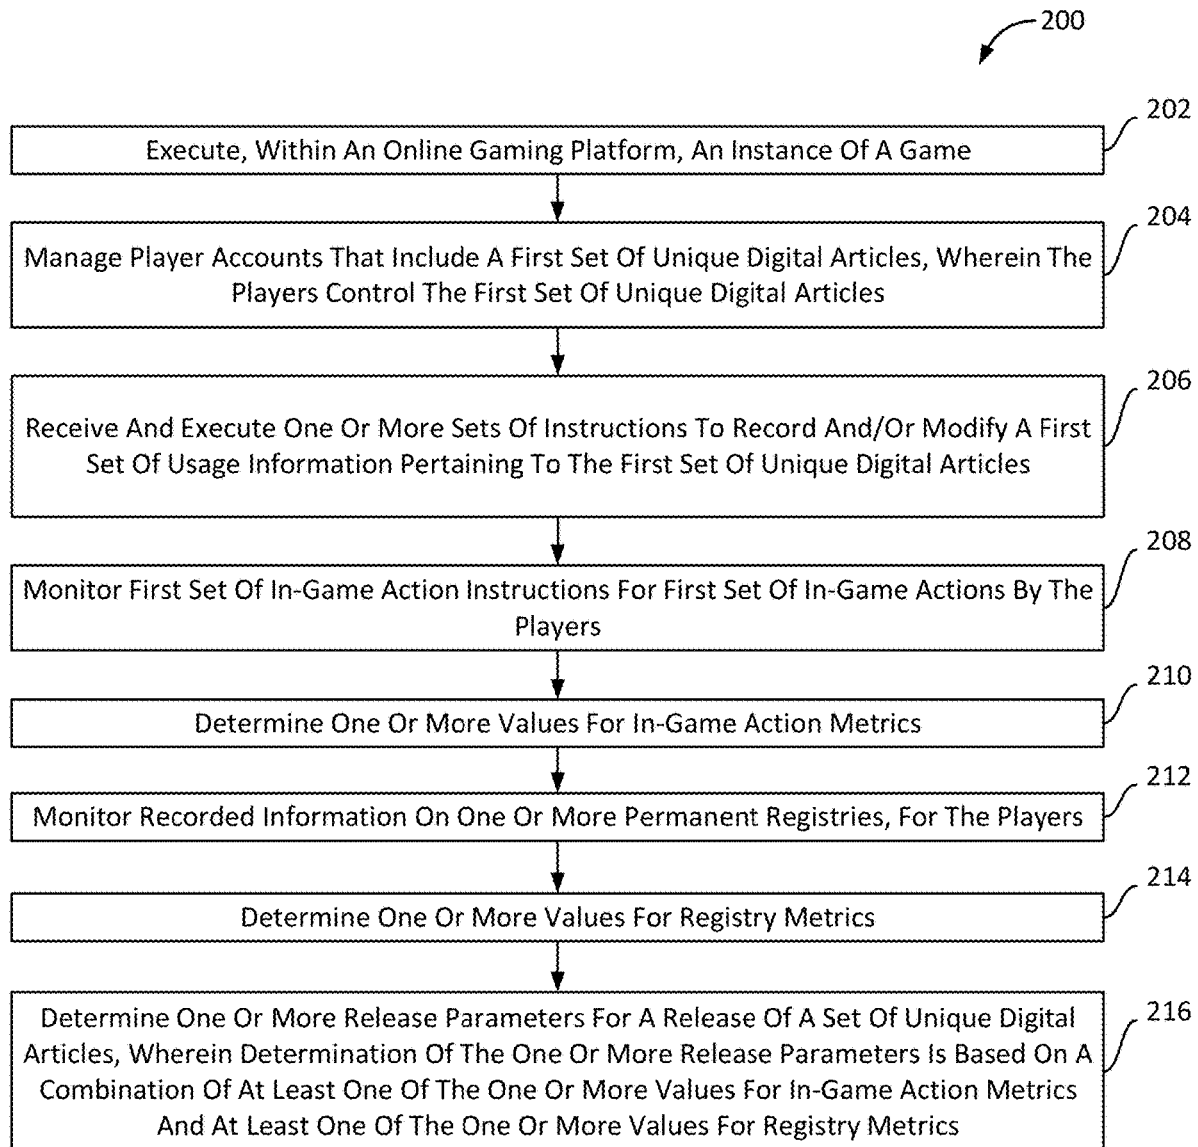 200
202
Execute, Within An Online Gaming Platform, An Instance Of A Game
204
Manage Player Accounts That Include A First Set Of Unique Digital Articles, Wherein The
Players Control The First Set Of Unique Digital Articles
206
Receive And Execute One Or More Sets Of Instructions To Record And/Or Modify A First
Set Of Usage Information Pertaining To The First Set Of Unique Digital Articles
208
Monitor First Set Of In-Game Action Instructions For First Set Of In-Game Actions By The
Players
210
Determine One Or More Values For In-Game Action Metrics
212
Monitor Recorded Information On One Or More Permanent Registries, For The Players
214
Determine One Or More Values For Registry Metrics
216
Determine One Or More Release Parameters For A Release Of A Set Of Unique Digital
Articles, Wherein Determination Of The One Or More Release Parameters Is Based On A
Combination Of At Least One Of The One Or More Values For In-Game Action Metrics
And At Least One Of The One Or More Values For Registry Metrics